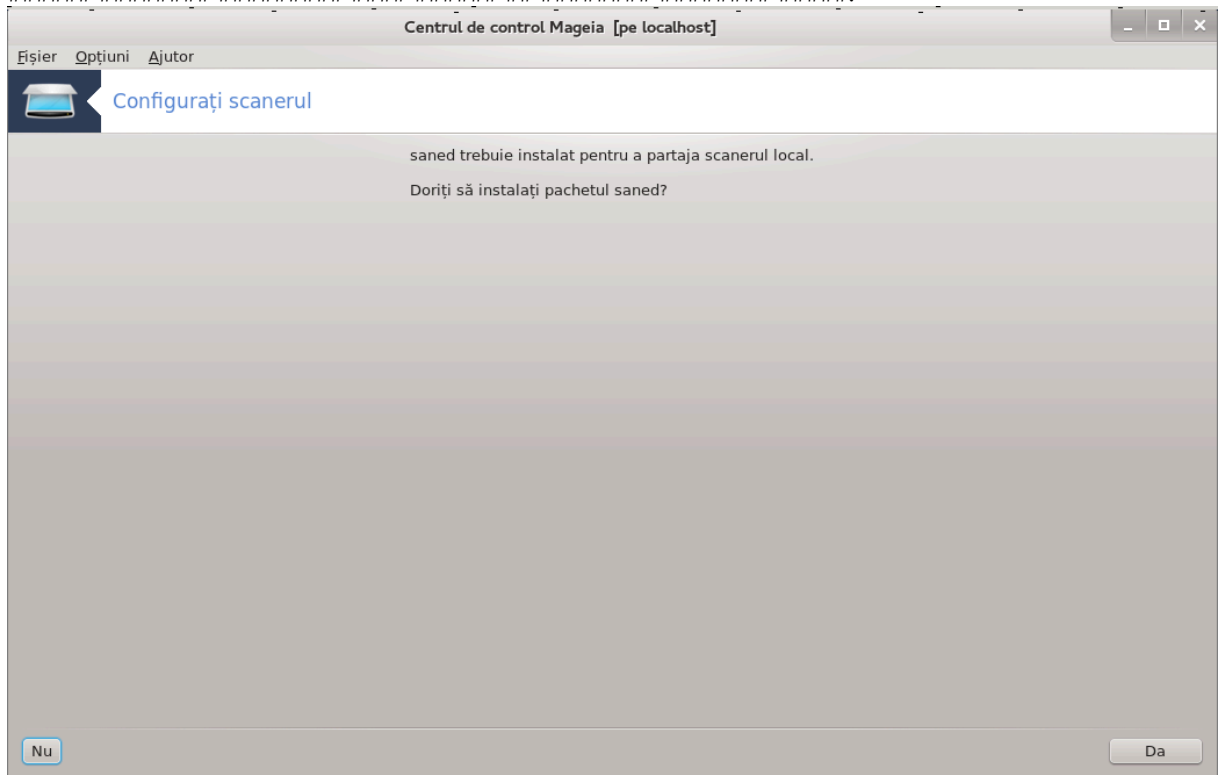 Centrul de control Mageia [pe localhost]
Fișier Opțiuni Ajutor
Configurați scanerul
saned trebuie instalat pentru a partaja scanerul local.
Doriți să instalați pachetul saned?
Nu
Da